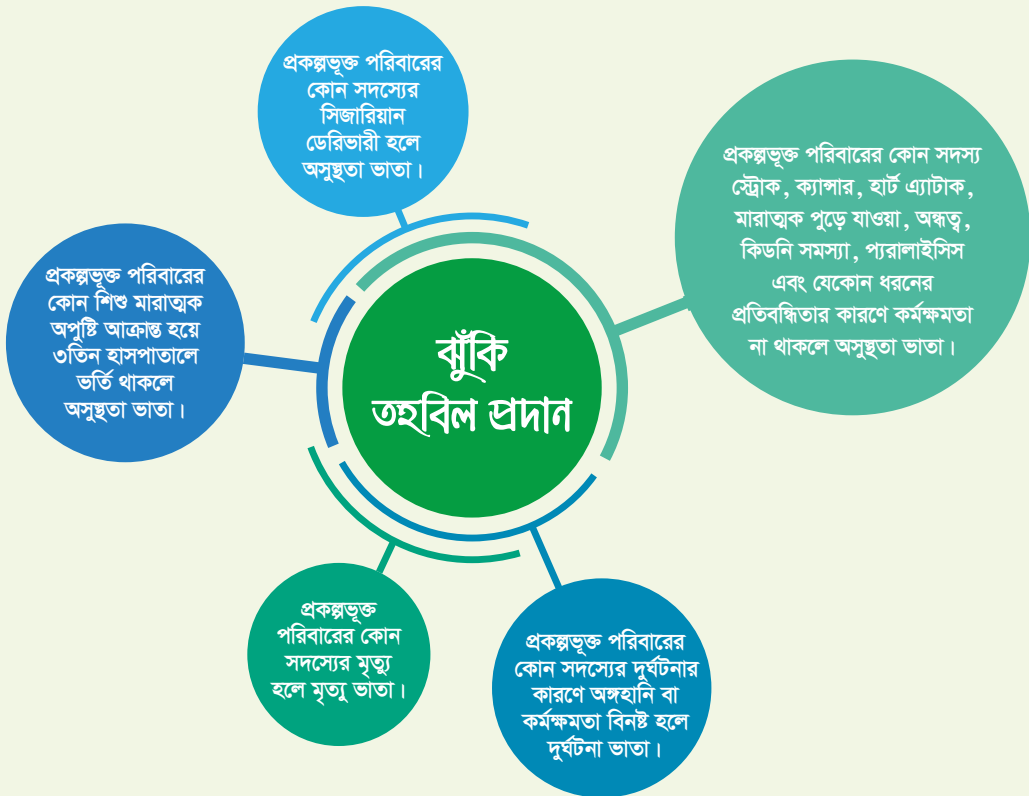 প্রকল্পভূক্ত পরিবারের
কোন সদস্যের
সিজারিয়ান
ডেরিভারী হলে
অসুস্থতা ভাতা।
প্রকল্পভূক্ত পরিবারের কোন সদস্য
স্ট্রোক, ক্যান্সার, হার্ট এ্যাটাক,
মারাত্মক পুড়ে যাওয়া, অন্ধত্ব,
কিডনি সমস্যা, প্যরালাইসিস
এবং যেকোন ধরনের
প্রতিবন্ধিতার কারণে কর্মক্ষমতা
না থাকলে অসুস্থতা ভাতা।
প্রকল্পভূক্ত পরিবারের
কোন শিশু মারাত্মক
অপুষ্টি আক্রান্ত হয়ে
৩তিন হাসপাতালে
ভর্তি থাকলে
অসুস্থতা ভাতা।
ঝুঁকি
তহবিল প্রদান
প্রকল্পভূক্ত
পরিবারের কোন
সদস্যের মৃত্যু
হলে মৃত্যু ভাতা।
প্রকল্পভূক্ত পরিবারের
কোন সদস্যের দুর্ঘটনার
কারণে অঙ্গহানি বা
কর্মক্ষমতা বিনষ্ট হলে
দুর্ঘটনা ভাতা।